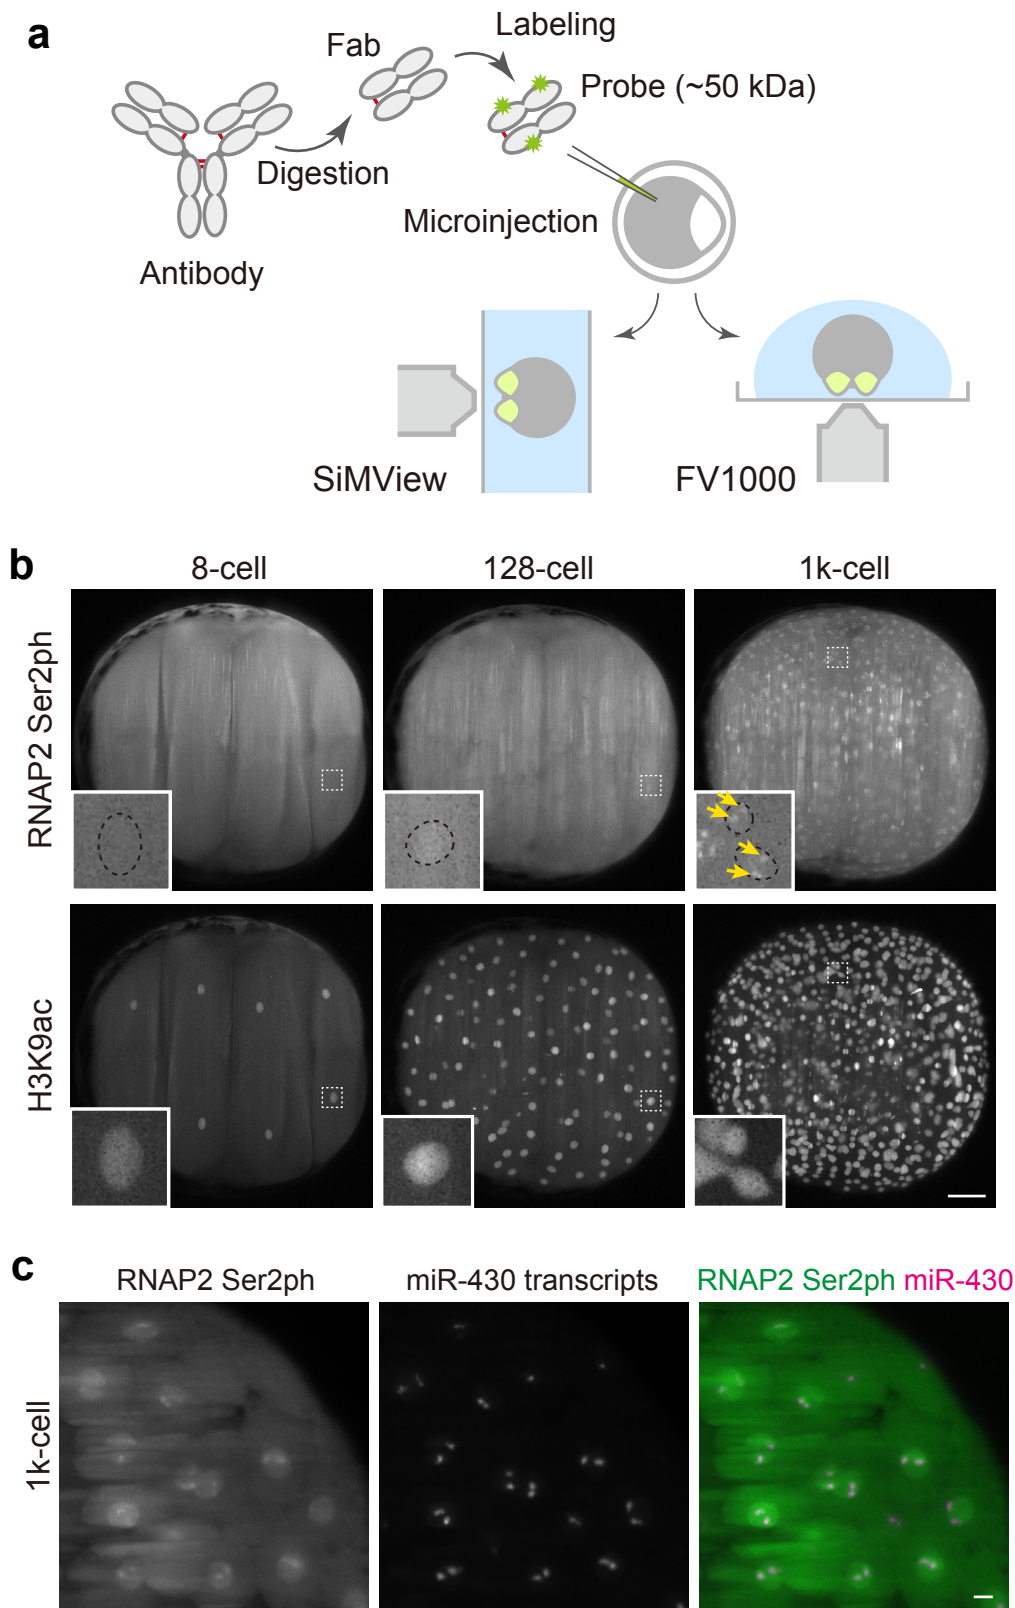 a
Labeling
Fab
Probe (~50 kDa)
Digestion
Microinjection
Antibody
SiMView
FV1000
b
8-cell
128-cell
1k-cell
RNAP2 Ser2ph
H3K9ac
c
RNAP2 Ser2ph
miR-430 transcripts
RNAP2 Ser2ph miR-430
1k-cell